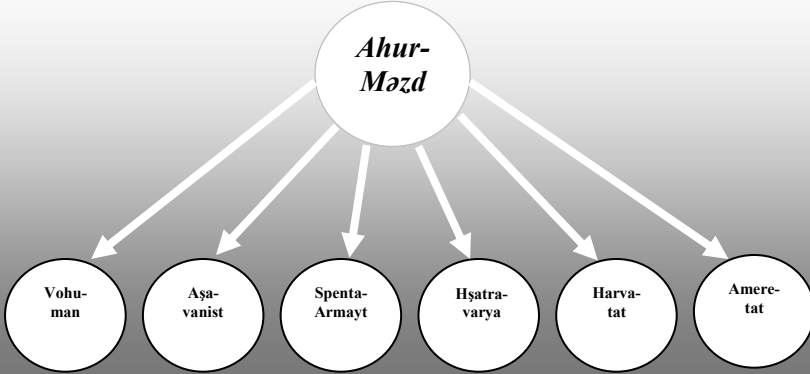 Ahur-
Məzd
Vohu-
man
Aşa-
vanist
Spenta-
Armayt
Hşatra-
varya
Harva-
tat
Amere-
tat